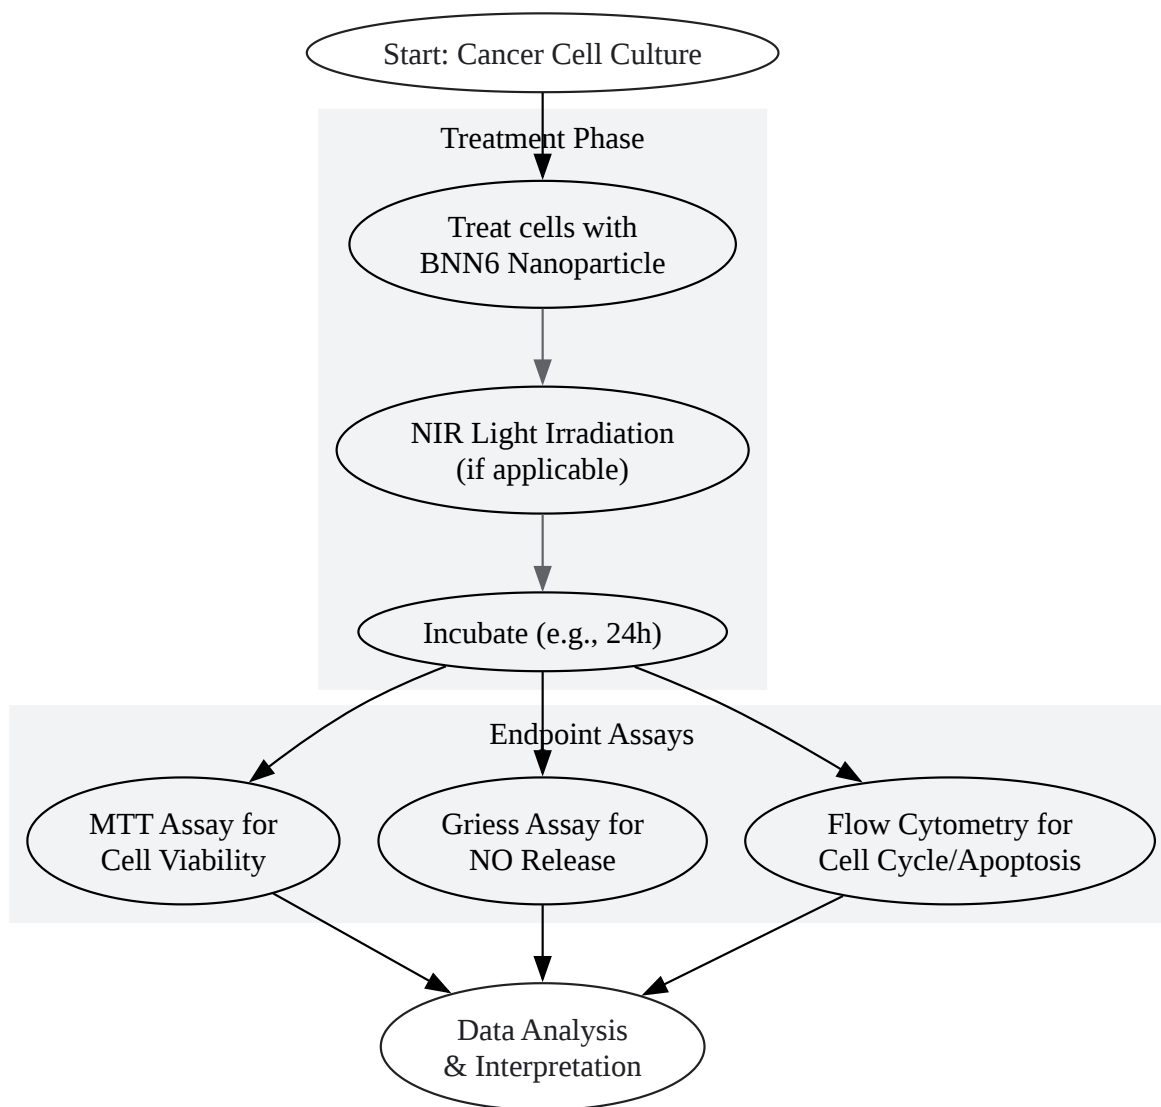 Start: Cancer Cell Culture
Treatment Phase
Treat cells with
BNN6 Nanoparticle
NIR Light Irradiation
(if applicable)
Incubate (e.g., 24h)
Endpoint Assays
MTT Assay for
Cell Viability
Griess Assay for
NO Release
Flow Cytometry for
Cell Cycle/Apoptosis
Data Analysis
& Interpretation